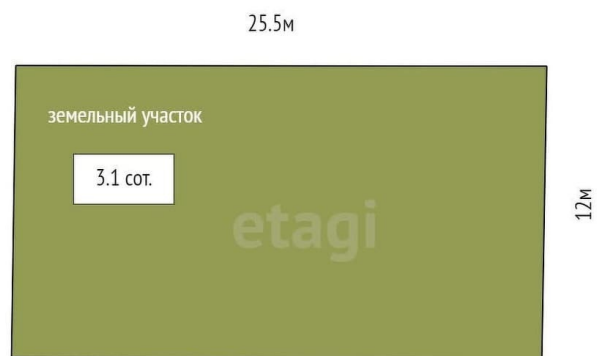 25.5м
земельный участок
3.1 сот.
etagi
12м